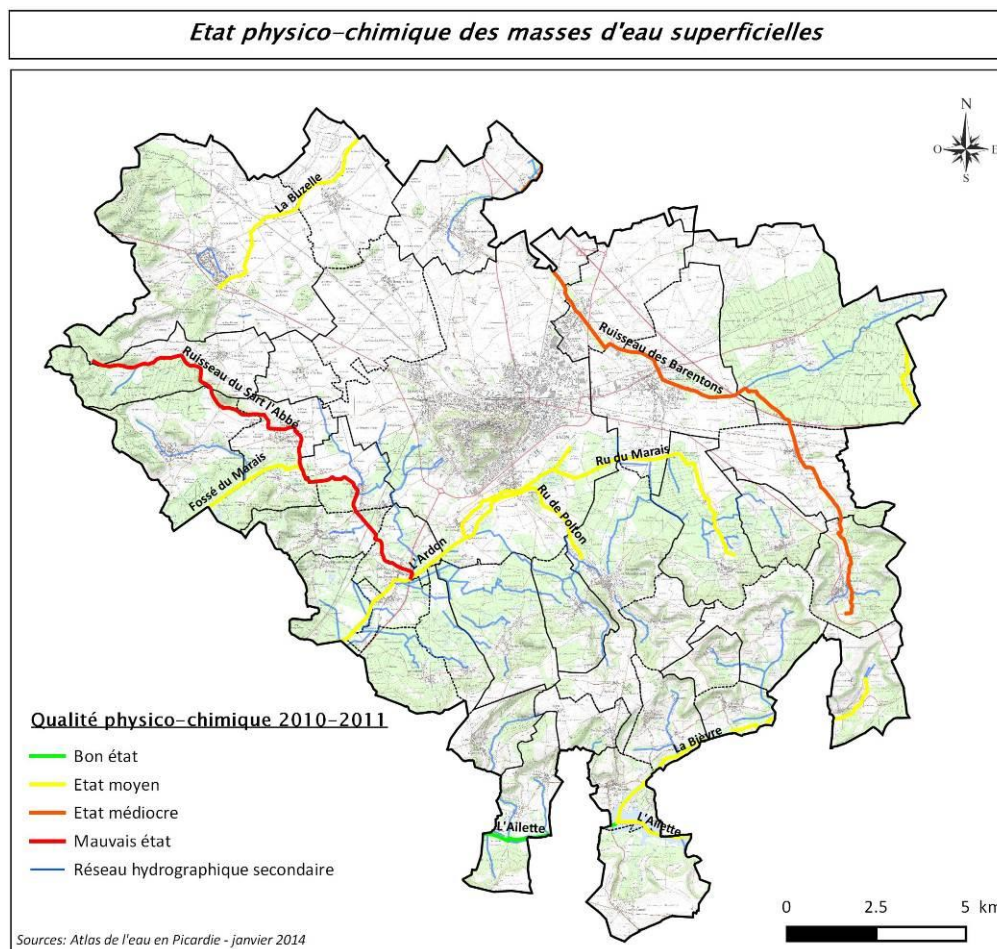 Etat physico-chimique des masses d'eau superficielles
N
O
E
S
La Buzelle
Ruisseau des Barentons
Ruisseau du Sart l'Abbé
Fossé du Marais
Ru du Marais
Ru de Polton
L'Ardon
La Bièvre
L'Ailette
L'Ailette
Qualité physico-chimique 2010-2011
Bon état
Etat moyen
Etat médiocre
Mauvais état
Réseau hydrographique secondaire
0 2.5 5 km
Sources: Atlas de l'eau en Picardie - janvier 2014